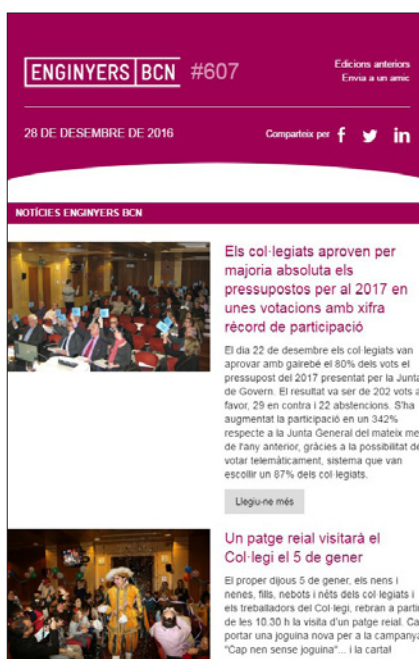 ENGINYERS BCN #607
Edicions anteriors
Envia a un amic
28 DE DESEMBRE DE 2016
Comparteix per
NOTÍCIES ENGINYERS BCN
Els col·legiats aproven per
majoria absoluta els
pressupostos per al 2017 en
unes votacions amb xifra
rècord de participació
El dia 22 de desembre els col·legiats van
aprovar amb gairebé el 80% dels vots el
pressupost del 2017 presentat per la Junta
de Govern. El resultat va ser de 202 vots a
favor, 29 en contra i 22 abstencions. S'ha
augmentat la participació en un 342%
respecte a la Junta General del mateix me
de l'any anterior, gràcies a la possibilitat de
votar telemàticament, sistema que van
escollir un 87% dels col·legiats.
Llegiu-ne més
Un patge reial visitarà el
Col·legi el 5 de gener
El proper dijous 5 de gener, els nens i
nenes, fills, nebots i néts dels col·legiats i
els treballadors del Col·legi, rebran a partir
de les 10.30 h la visita d'un patge reial. Ca
portar una joguina nova per a la campanya
"Cap nen sense joguina"... i la carta!